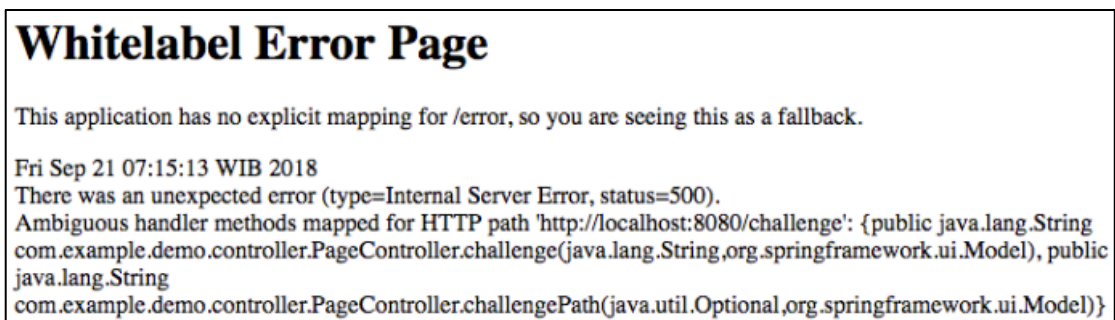 Whitelabel Error Page
This application has no explicit mapping for /error, so you are seeing this as a fallback.
Fri Sep 21 07:15:13 WIB 2018
There was an unexpected error (type=Internal Server Error, status=500).
Ambiguous handler methods mapped for HTTP path 'http://localhost:8080/challenge': {public java.lang.String
com.example.demo.controller.PageController.challenge(java.lang.String,org.springframework.ui.Model), public
java.lang.String
com.example.demo.controller.PageController.challengePath(java.util.Optional,org.springframework.ui.Model)}